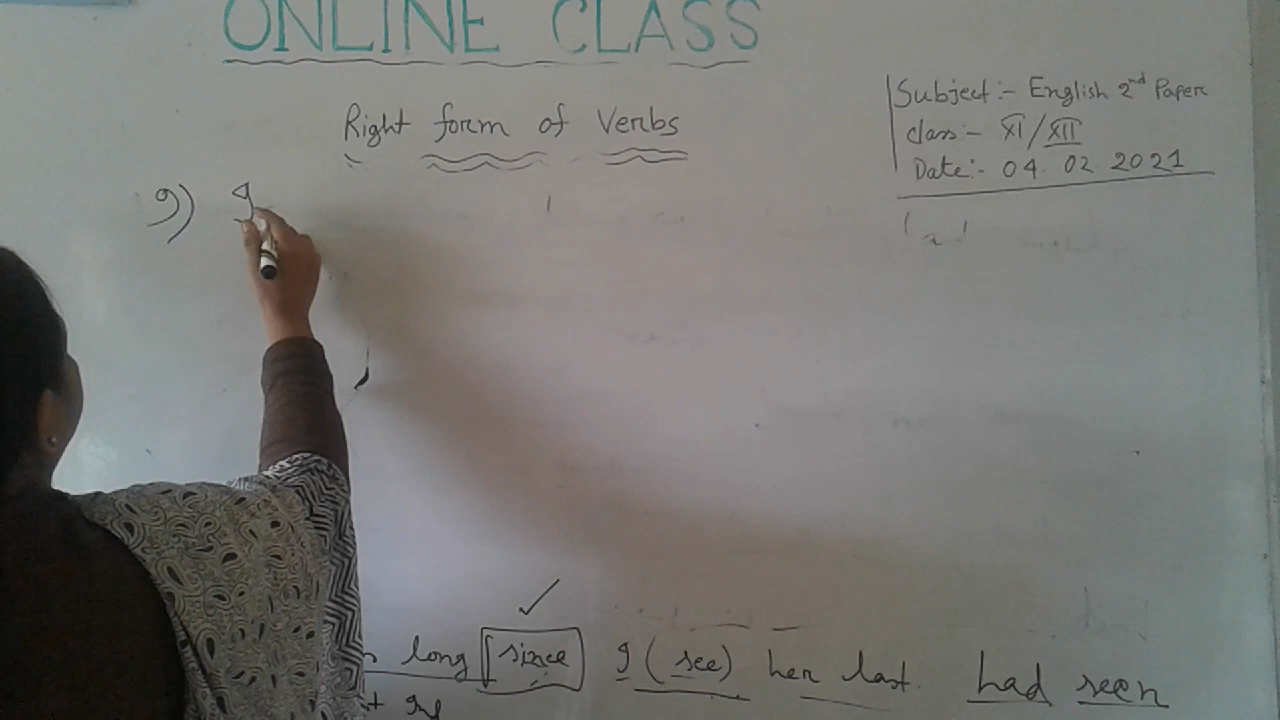 ONLINE CLASS
Right form of Verbs
Subject :- English 2nd Paper
Class :- XI/XII
Date :- 04. 02. 2021
9)
long since I (see) her last. had seen